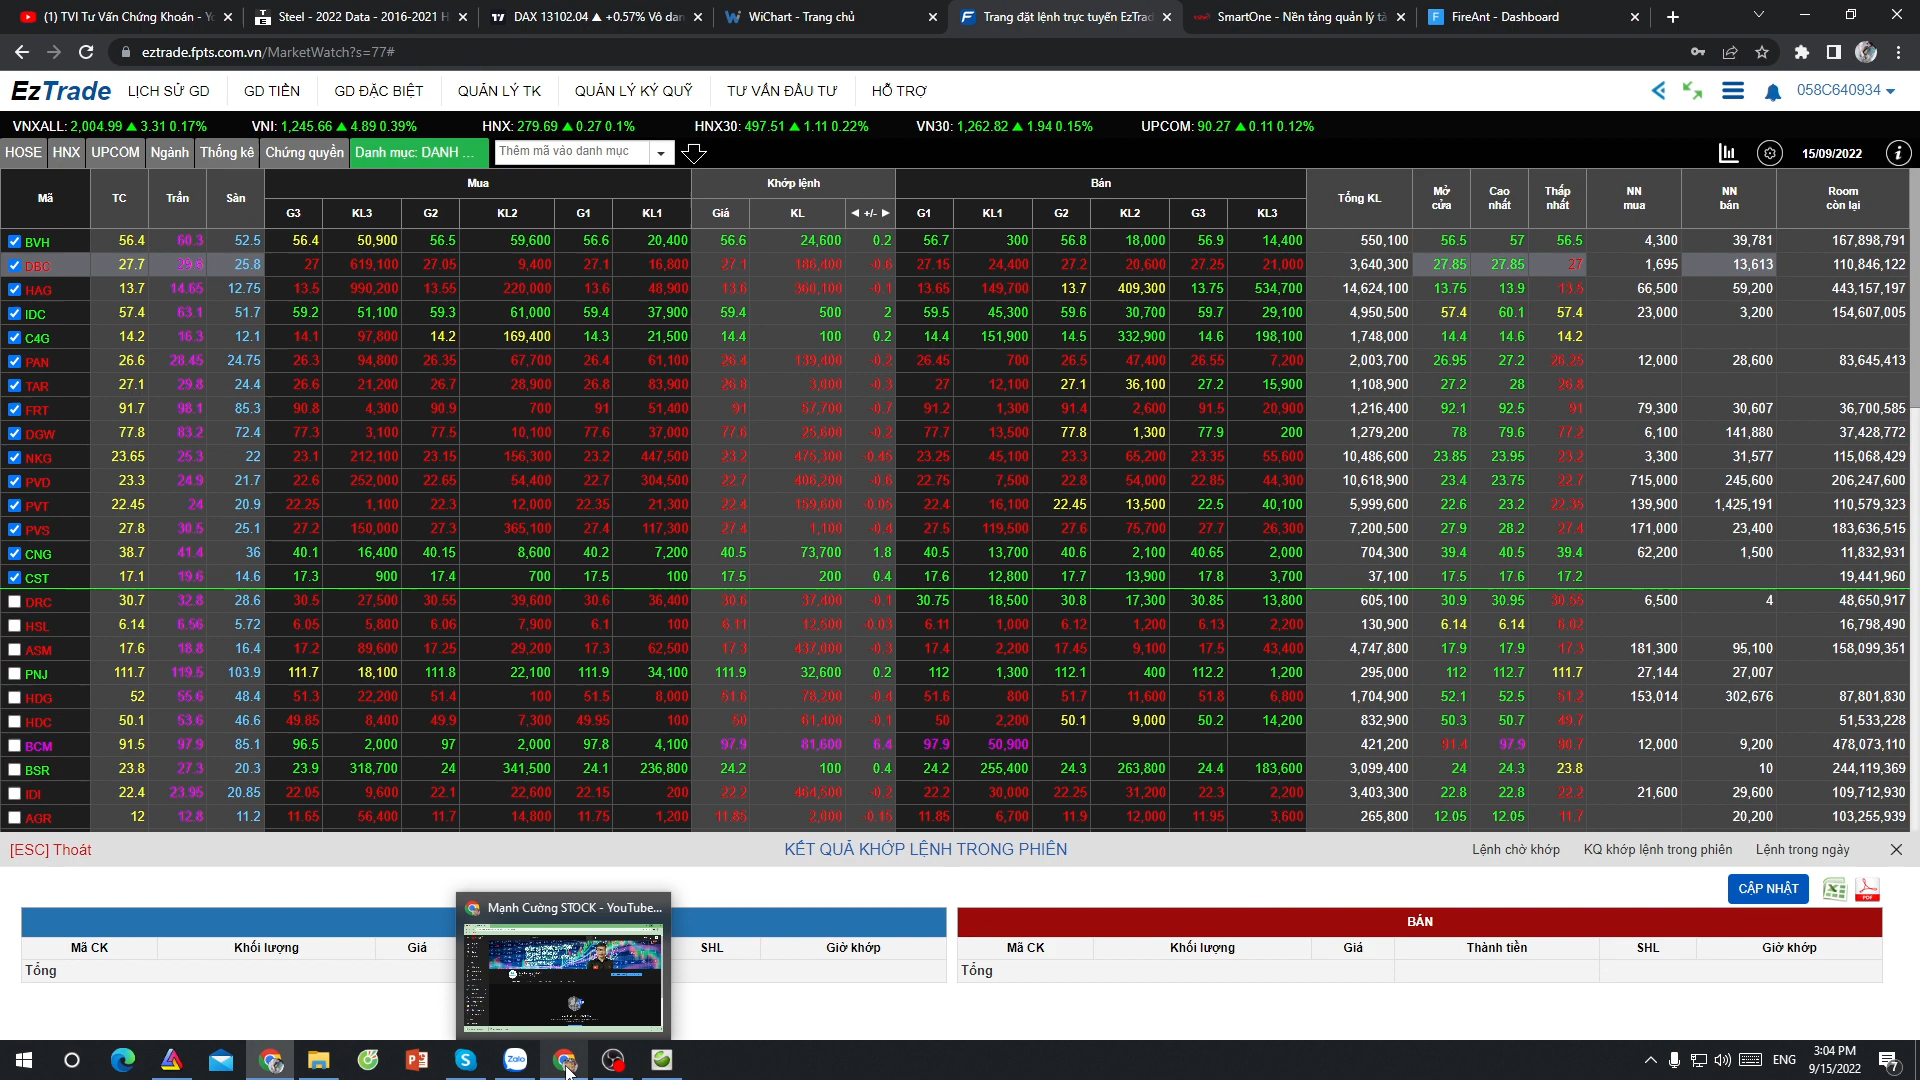 (1) TVI Tư Vấn Chứng Khoán - Yo
Steel - 2022 Data - 2016-2021 H
DAX 13102.04 ▲ +0.57% Vô dan
WiChart - Trang chủ
Trang đặt lệnh trực tuyến EzTrad
SmartOne - Nền tảng quản lý tà
FireAnt - Dashboard
eztrade.fpts.com.vn/MarketWatch?s=77#
EzTrade LỊCH SỬ GD GD TIỀN GD ĐẶC BIỆT QUẢN LÝ TK QUẢN LÝ KÝ QUỸ TƯ VẤN ĐẦU TƯ HỖ TRỢ 058C640934
VNXALL: 2,004.99 ▲ 3.31 0.17% VNI: 1,245.66 ▲ 4.89 0.39% HNX: 279.69 ▲ 0.27 0.1% HNX30: 497.51 ▲ 1.11 0.22% VN30: 1,262.82 ▲ 1.94 0.15% UPCOM: 90.27 ▲ 0.11 0.12%
HOSE HNX UPCOM Ngành Thống kê Chứng quyền Danh mục: DANH ... Thêm mã vào danh mục 15/09/2022
Mã TC Trần Sàn Mua Khớp lệnh Bán Tổng KL Mở cửa Cao nhất Thấp nhất NN mua NN bán Room còn lại
G3 KL3 G2 KL2 G1 KL1 Giá KL ◄ +/- ► G1 KL1 G2 KL2 G3 KL3
BVH 56.4 60.3 52.5 56.4 50,900 56.5 59,600 56.6 20,400 56.6 24,600 0.2 56.7 300 56.8 18,000 56.9 14,400 550,100 56.5 57 56.5 4,300 39,781 167,898,791
DBC 27.7 29.6 25.8 27 619,100 27.05 9,400 27.1 16,800 27.1 186,400 -0.6 27.15 24,400 27.2 20,600 27.25 21,000 3,640,300 27.85 27.85 27 1,695 13,613 110,846,122
HAG 13.7 14.65 12.75 13.5 990,200 13.55 220,000 13.6 48,900 13.6 360,100 -0.1 13.65 149,700 13.7 409,300 13.75 534,700 14,624,100 13.75 13.9 13.5 66,500 59,200 443,157,197
IDC 57.4 63.1 51.7 59.2 51,100 59.3 61,000 59.4 37,900 59.4 500 2 59.5 45,300 59.6 30,700 59.7 29,100 4,950,500 57.4 60.1 57.4 23,000 3,200 154,607,005
C4G 14.2 16.3 12.1 14.1 97,800 14.2 169,400 14.3 21,500 14.4 100 0.2 14.4 151,900 14.5 332,900 14.6 198,100 1,748,000 14.4 14.6 14.2
PAN 26.6 28.45 24.75 26.3 94,800 26.35 67,700 26.4 61,100 26.4 139,400 -0.2 26.45 700 26.5 47,400 26.55 7,200 2,003,700 26.95 27.2 26.25 12,000 28,600 83,645,413
TAR 27.1 29.8 24.4 26.6 21,200 26.7 28,900 26.8 83,900 26.8 3,000 -0.3 27 12,100 27.1 36,100 27.2 15,900 1,108,900 27.2 28 26.8
FRT 91.7 98.1 85.3 90.8 4,300 90.9 700 91 51,400 91 57,700 -0.7 91.2 1,300 91.4 2,600 91.5 20,900 1,216,400 92.1 92.5 91 79,300 30,607 36,700,585
DGW 77.8 83.2 72.4 77.3 3,100 77.5 10,100 77.6 37,000 77.6 25,600 -0.2 77.7 13,500 77.8 1,300 77.9 200 1,279,200 78 79.6 77.2 6,100 141,880 37,428,772
NKG 23.65 25.3 22 23.1 212,100 23.15 156,300 23.2 447,500 23.2 475,300 -0.45 23.25 45,100 23.3 65,200 23.35 55,600 10,486,600 23.85 23.95 23.2 3,300 31,577 115,068,429
PVD 23.3 24.9 21.7 22.6 252,000 22.65 54,400 22.7 304,500 22.7 406,200 -0.6 22.75 7,500 22.8 54,000 22.85 44,300 10,618,900 23.4 23.75 22.7 715,000 245,600 206,247,600
PVT 22.45 24 20.9 22.25 1,100 22.3 12,000 22.35 21,300 22.4 159,600 -0.05 22.4 16,100 22.45 13,500 22.5 40,100 5,999,600 22.6 23.2 22.35 139,900 1,425,191 110,579,323
PVS 27.8 30.5 25.1 27.2 150,000 27.3 365,100 27.4 117,300 27.4 1,100 -0.4 27.5 119,500 27.6 75,700 27.7 26,300 7,200,500 27.9 28.2 27.4 171,000 23,400 183,636,515
CNG 38.7 41.4 36 40.1 16,400 40.15 8,600 40.2 7,200 40.5 73,700 1.8 40.5 13,700 40.6 2,100 40.65 2,000 704,300 39.4 40.5 39.4 62,200 1,500 11,832,931
CST 17.1 19.6 14.6 17.3 900 17.4 700 17.5 100 17.5 200 0.4 17.6 12,800 17.7 13,900 17.8 3,700 37,100 17.5 17.6 17.2 19,441,960
DRC 30.7 32.8 28.6 30.5 27,500 30.55 39,600 30.6 36,400 30.6 37,400 -0.1 30.75 18,500 30.8 17,300 30.85 13,800 605,100 30.9 30.95 30.55 6,500 4 48,650,917
HSL 6.14 6.56 5.72 6.05 5,800 6.06 7,900 6.1 100 6.11 12,500 -0.03 6.11 1,000 6.12 1,200 6.13 2,200 130,900 6.14 6.14 6.02 16,798,490
ASM 17.6 18.8 16.4 17.2 89,600 17.25 29,200 17.3 62,500 17.3 437,000 -0.3 17.4 2,200 17.45 9,100 17.5 43,400 4,747,800 17.9 17.9 17.3 181,300 95,100 158,099,351
PNJ 111.7 119.5 103.9 111.7 18,100 111.8 22,100 111.9 34,100 111.9 32,600 0.2 112 1,300 112.1 400 112.2 1,200 295,000 112 112.7 111.7 27,144 27,007
HDG 52 55.6 48.4 51.3 22,200 51.4 100 51.5 8,000 51.6 78,200 -0.4 51.6 800 51.7 11,600 51.8 6,800 1,704,900 52.1 52.5 51.2 153,014 302,676 87,801,830
HDC 50.1 53.6 46.6 49.85 8,400 49.9 7,300 49.95 100 50 61,400 -0.1 50 2,200 50.1 9,000 50.2 14,200 832,900 50.3 50.7 49.7 51,533,228
BCM 91.5 97.9 85.1 96.5 2,000 97 2,000 97.8 4,100 97.9 81,600 6.4 97.9 50,900 421,200 91.4 97.9 90.7 12,000 9,200 478,073,110
BSR 23.8 27.3 20.3 23.9 318,700 24 341,500 24.1 236,800 24.2 100 0.4 24.2 255,400 24.3 263,800 24.4 183,600 3,099,400 24 24.3 23.8 10 244,119,369
IDI 22.4 23.95 20.85 22.05 9,600 22.1 22,600 22.15 200 22.2 464,500 -0.2 22.2 30,000 22.25 31,200 22.3 2,200 3,403,300 22.8 22.8 22.2 21,600 29,600 109,712,930
AGR 12 12.8 11.2 11.65 56,400 11.7 14,800 11.75 1,200 11.85 2,000 -0.15 11.85 6,700 11.9 12,000 11.95 3,600 265,800 12.05 12.05 11.7 20,200 103,255,939
[ESC] Thoát KẾT QUẢ KHỚP LỆNH TRONG PHIÊN Lệnh chờ khớp KQ khớp lệnh trong phiên Lệnh trong ngày
CẬP NHẬT
Mạnh Cường STOCK - YouTube...
BÁN
Mã CK Khối lượng Giá SHL Giờ khớp Mã CK Khối lượng Giá Thành tiền SHL Giờ khớp
Tổng Tổng
Zalo
ENG 3:04 PM
9/15/2022
7